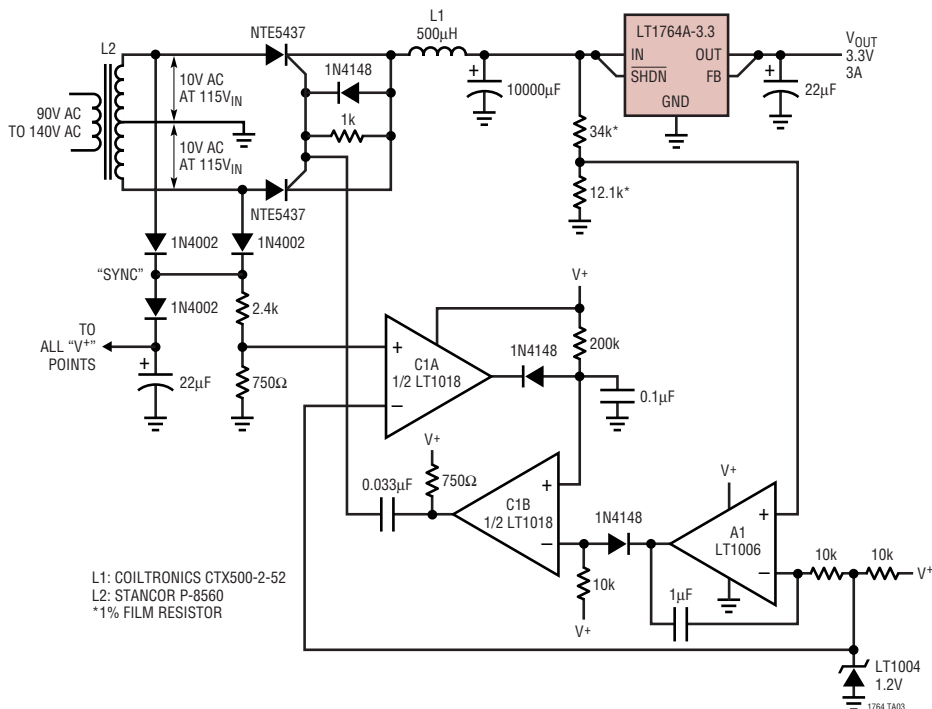 L2
90V AC
TO 140V AC
10V AC
AT 115VIN
10V AC
AT 115VIN
NTE5437
NTE5437
1N4148
1k
L1
500µH
+
10000µF
LT1764A-3.3
IN
SHDN
OUT
FB
GND
VOUT
3.3V
3A
+
22µF
34k*
12.1k*
1N4002
1N4002
"SYNC"
1N4002
2.4k
TO
ALL "V+"
POINTS
+
22µF
750Ω
+
C1A
1/2 LT1018
–
1N4148
V+
200k
0.1µF
V+
750Ω
0.033µF
+
C1B
1/2 LT1018
–
1N4148
10k
V+
V+
+
A1
LT1006
–
1µF
10k
10k
V+
LT1004
1.2V
L1: COILTRONICS CTX500-2-52
L2: STANCOR P-8560
*1% FILM RESISTOR
1764 TA03